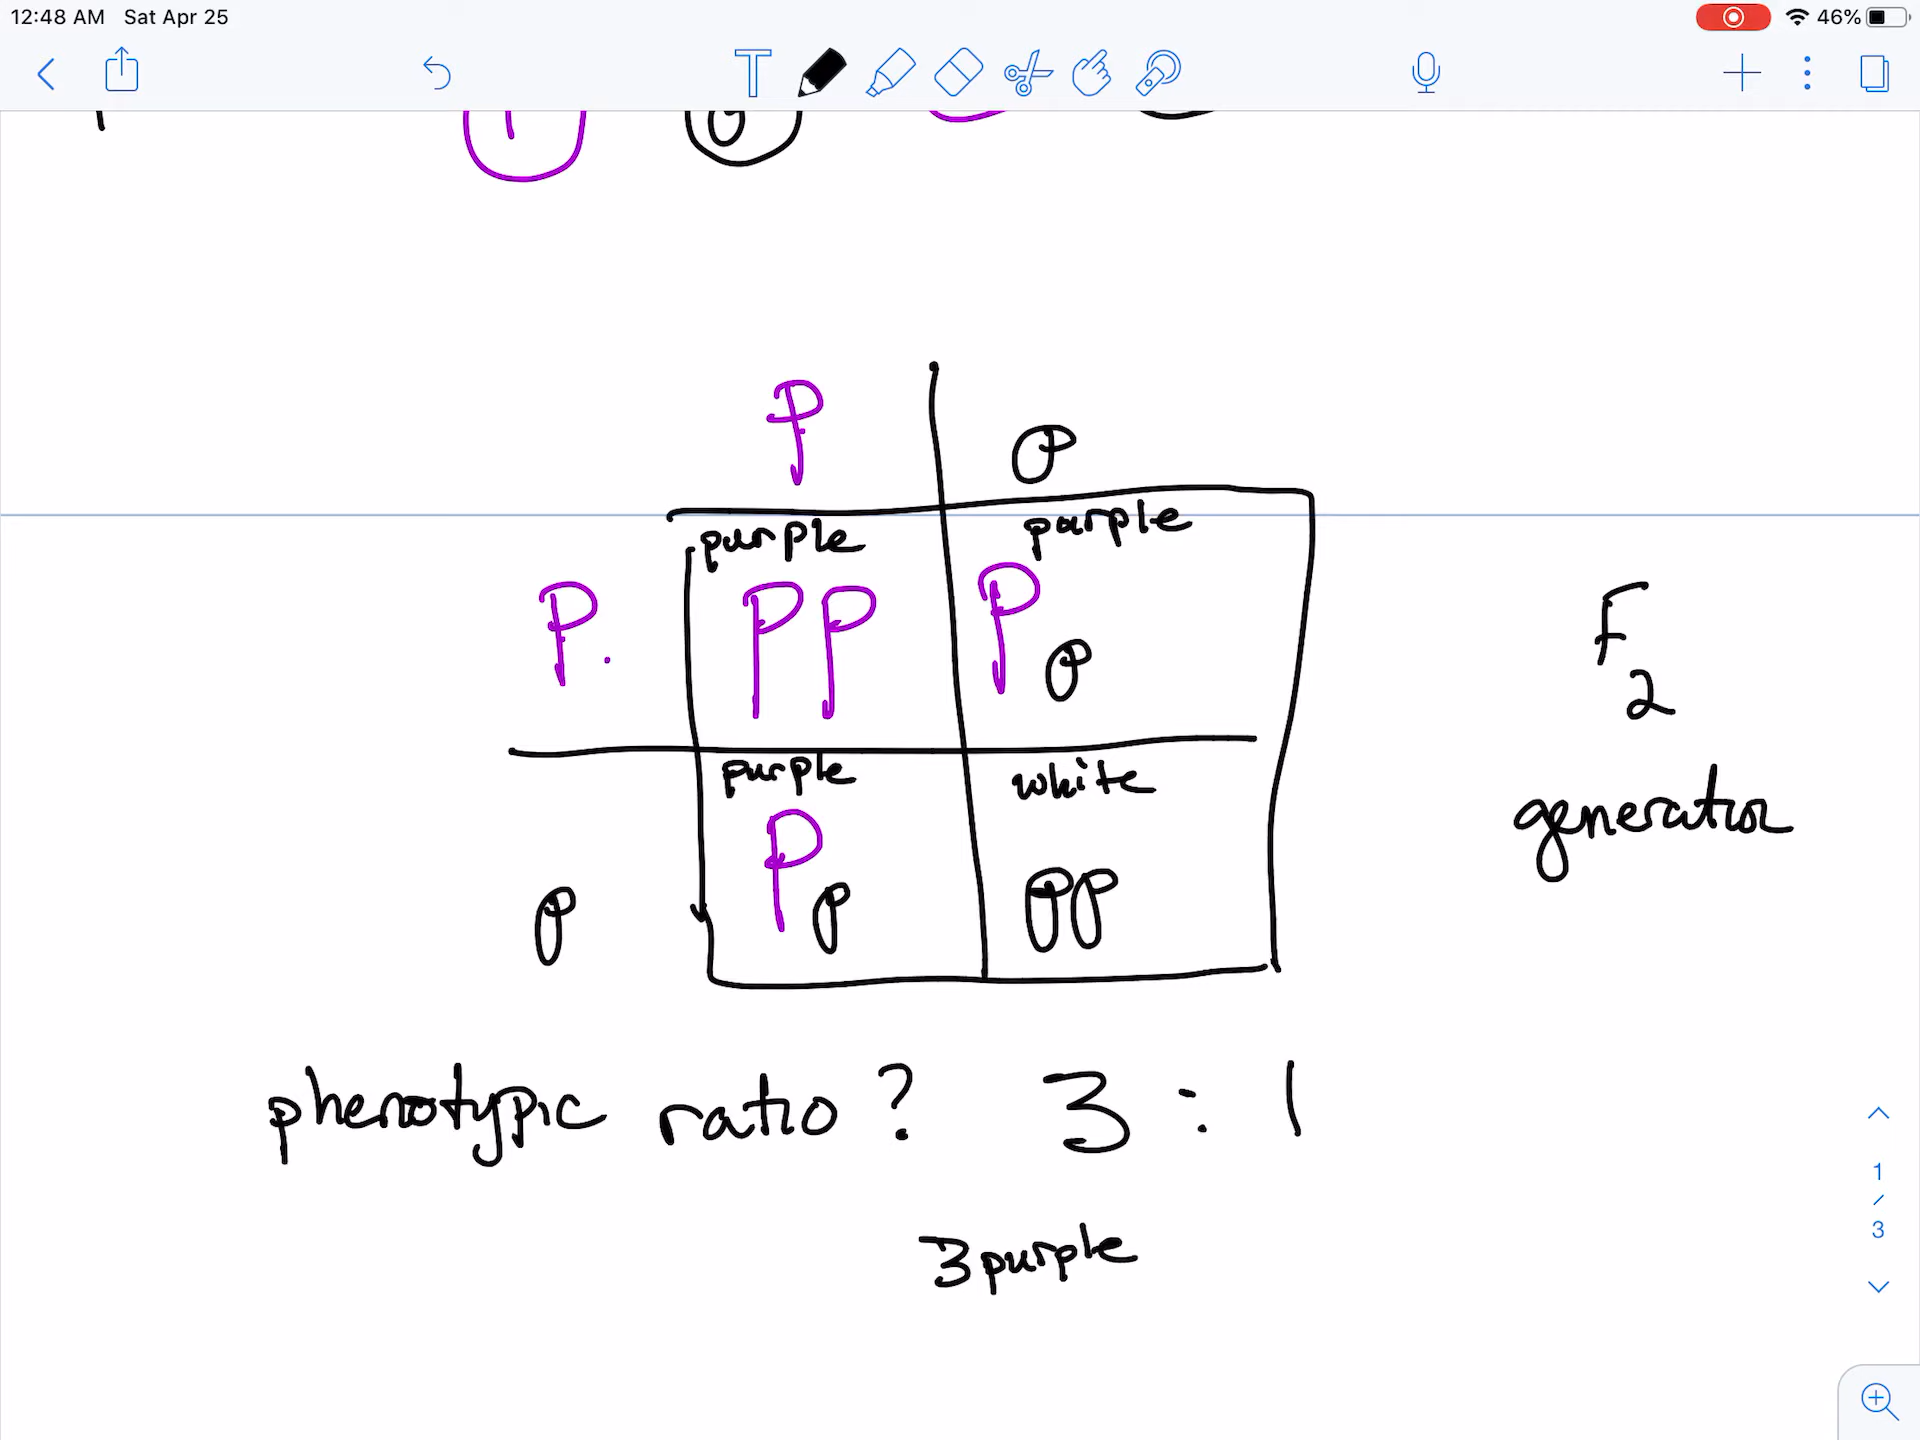 12:48 AM Sat Apr 25
46%
T
P p
purple purple
P. PP Pp
F2
purple white
generation
p Pp pp
phenotypic ratio? 3 : 1
3 purple
1
/
3